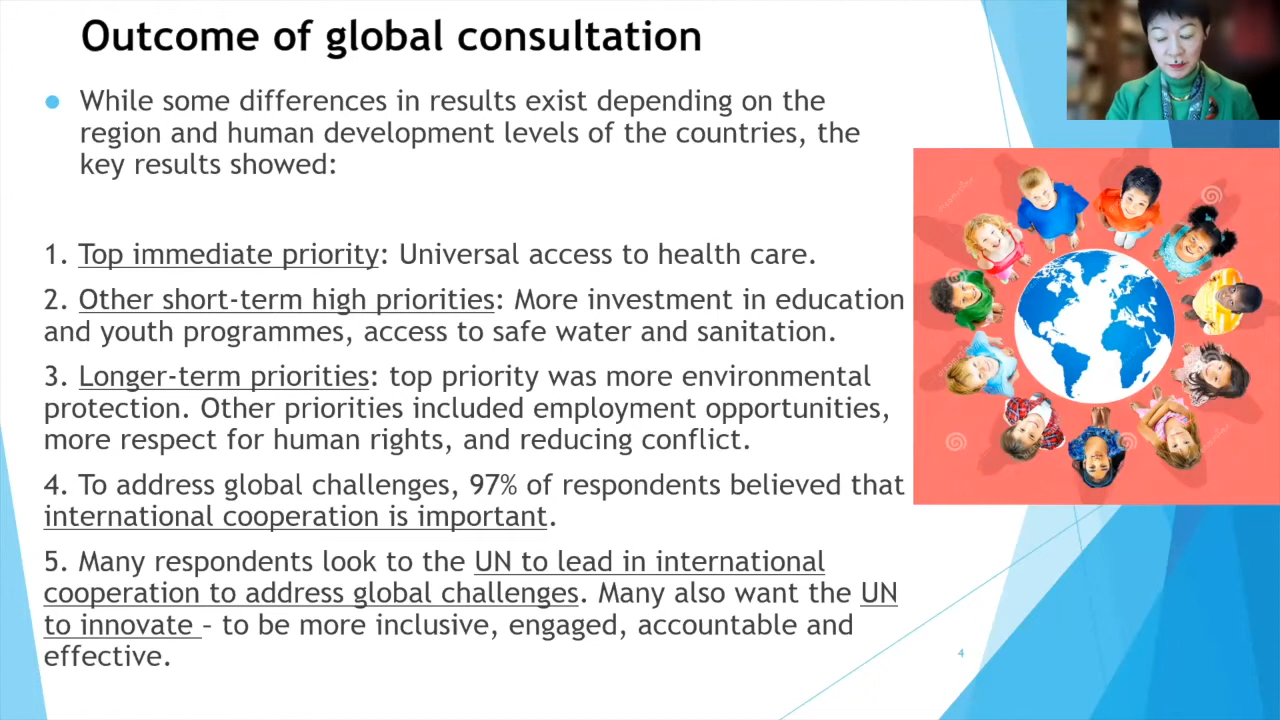 Outcome of global consultation
While some differences in results exist depending on the
region and human development levels of the countries, the
key results showed:
1. Top immediate priority: Universal access to health care.
2. Other short-term high priorities: More investment in education
and youth programmes, access to safe water and sanitation.
3. Longer-term priorities: top priority was more environmental
protection. Other priorities included employment opportunities,
more respect for human rights, and reducing conflict.
4. To address global challenges, 97% of respondents believed that
international cooperation is important.
5. Many respondents look to the UN to lead in international
cooperation to address global challenges. Many also want the UN
to innovate – to be more inclusive, engaged, accountable and
effective.
4